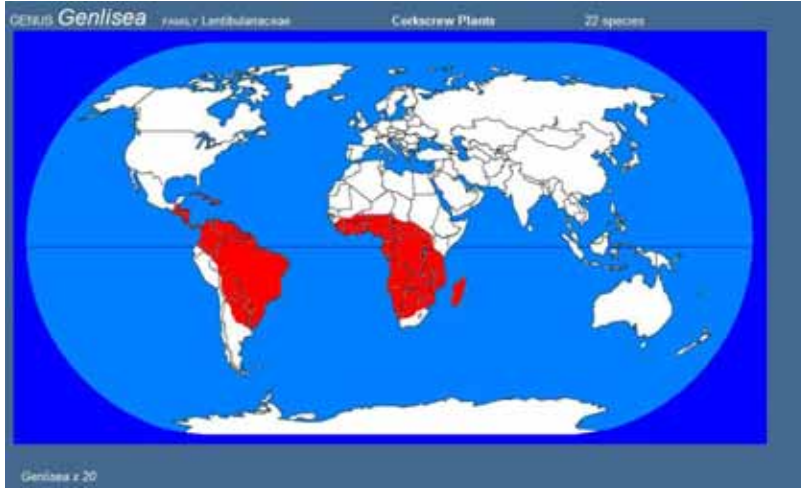 GENUS Genlisea FAMILY Lentibulariaceae Corkscrew Plants 22 species
Genlisea x 20